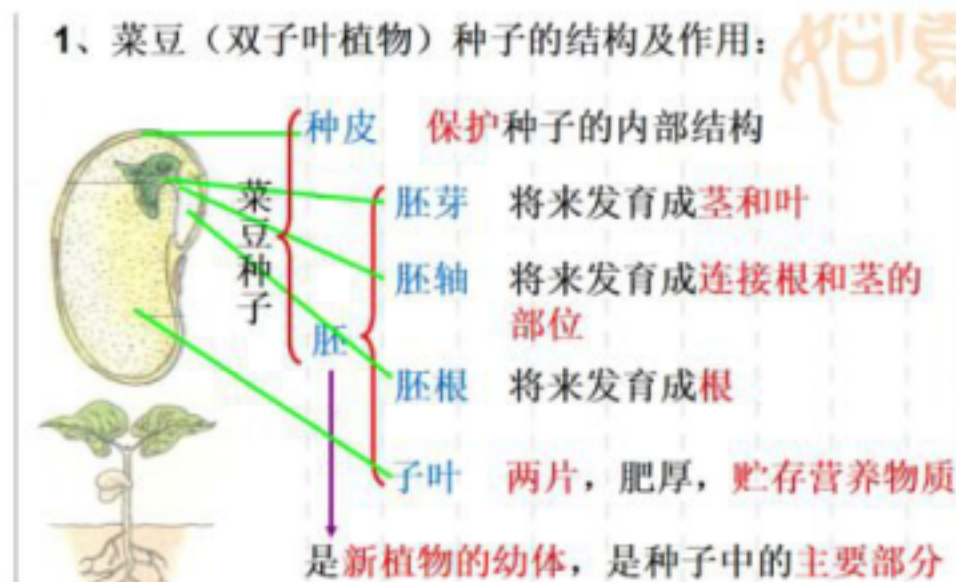 1、菜豆（双子叶植物）种子的结构及作用：
种皮 保护种子的内部结构
菜豆种子
胚芽 将来发育成茎和叶
胚轴 将来发育成连接根和茎的
部位
胚
胚根 将来发育成根
子叶 两片，肥厚，贮存营养物质
是新植物的幼体，是种子中的主要部分